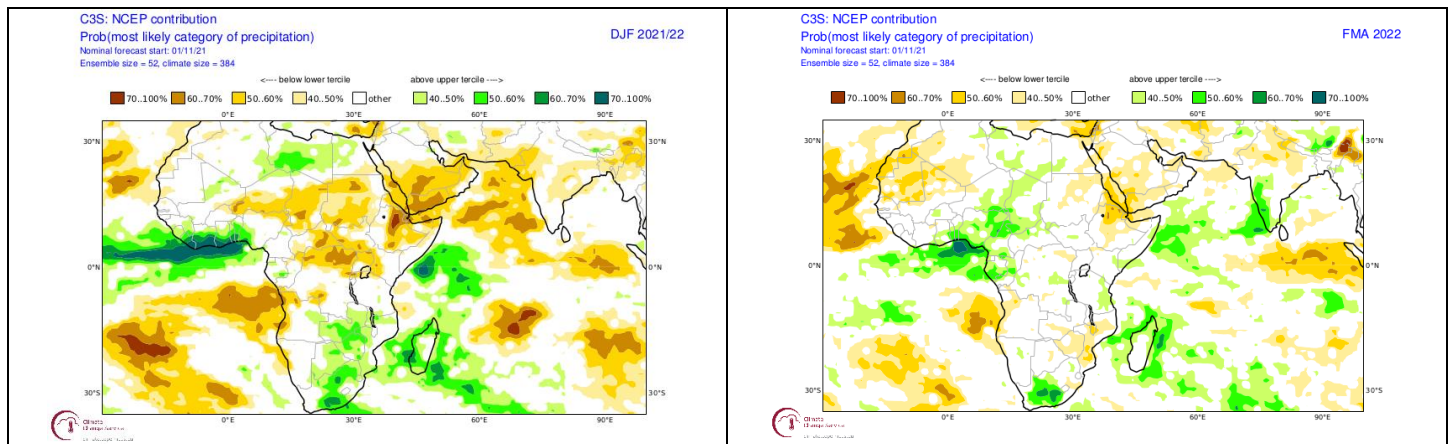 C3S: NCEP contribution
Prob(most likely category of precipitation)
DJF 2021/22
Nominal forecast start: 01/11/21
Ensemble size = 52, climate size = 384
<---- below lower tercile
above upper tercile ---->
70..100% 60..70% 50..60% 40..50% other 40..50% 50..60% 60..70% 70..100%
0°E 30°E 60°E 90°E
30°N 30°N
0°N 0°N
30°S 30°S
0°E 30°E 60°E 90°E
Climate
Change Service
C3S: NCEP contribution
Prob(most likely category of precipitation)
FMA 2022
Nominal forecast start: 01/11/21
Ensemble size = 52, climate size = 384
<---- below lower tercile
above upper tercile ---->
70..100% 60..70% 50..60% 40..50% other 40..50% 50..60% 60..70% 70..100%
0°E 30°E 60°E 90°E
30°N 30°N
0°N 0°N
30°S 30°S
0°E 30°E 60°E 90°E
Climate
Change Service